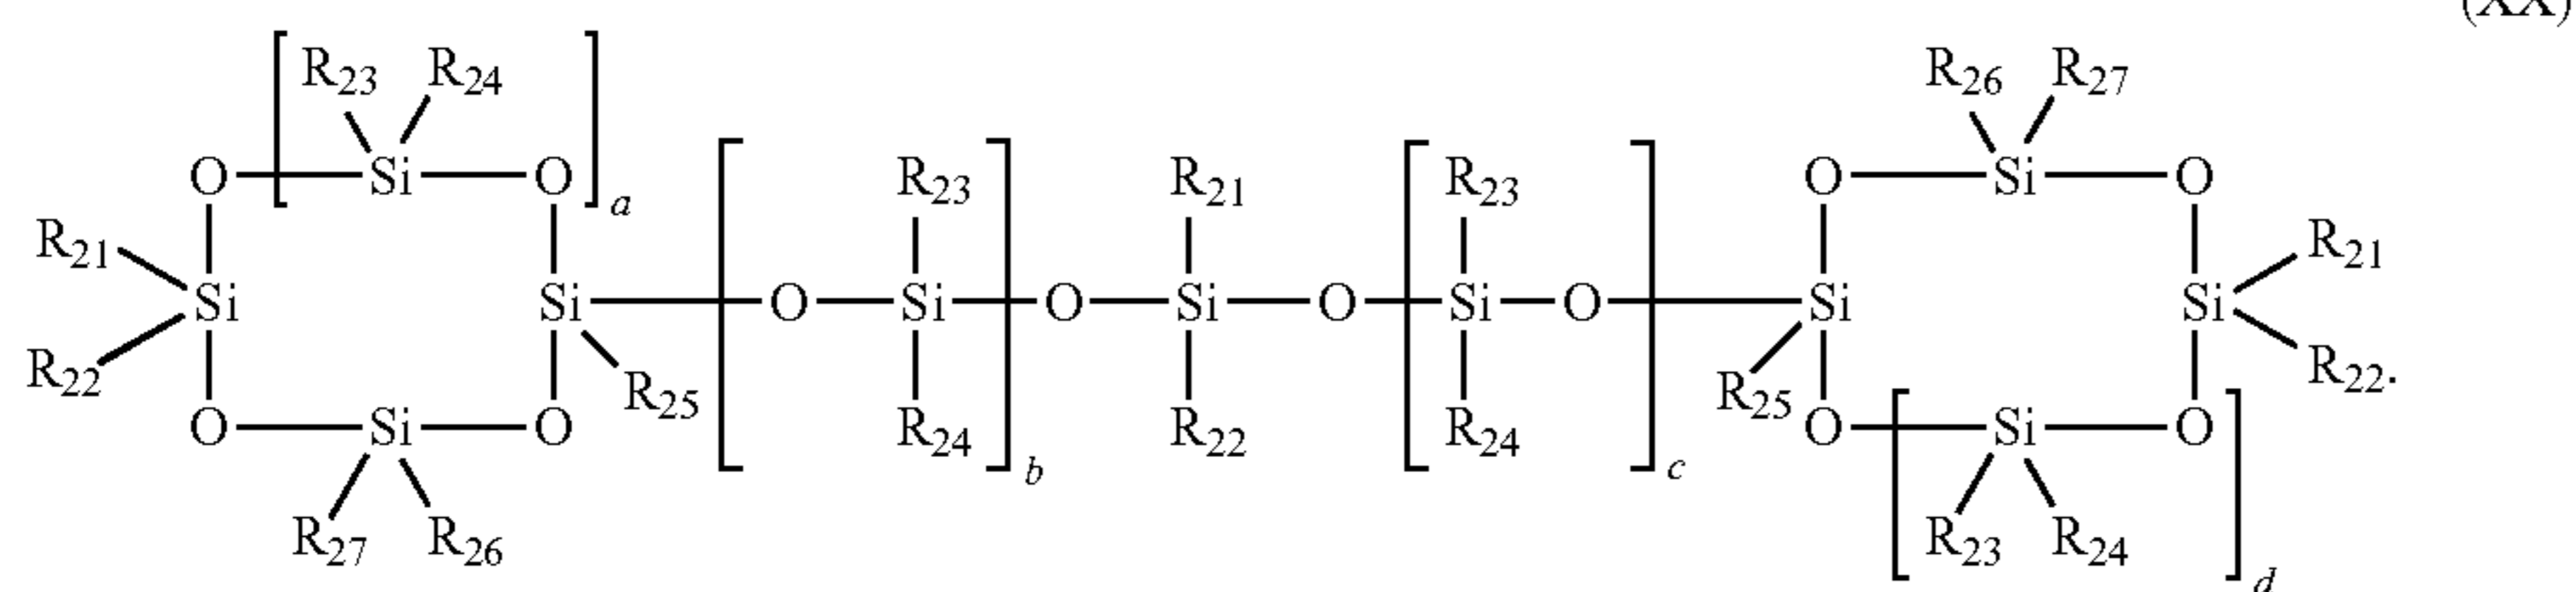 (XX)
R23 R24 R26 R27
O Si O a R23 R21 R23 O Si O
R21 R21
Si Si O Si O Si O Si O Si Si
R22 R25 R25 R22.
O Si O R24 b R22 R24 c O Si O
R27 R26 R23 R24 d